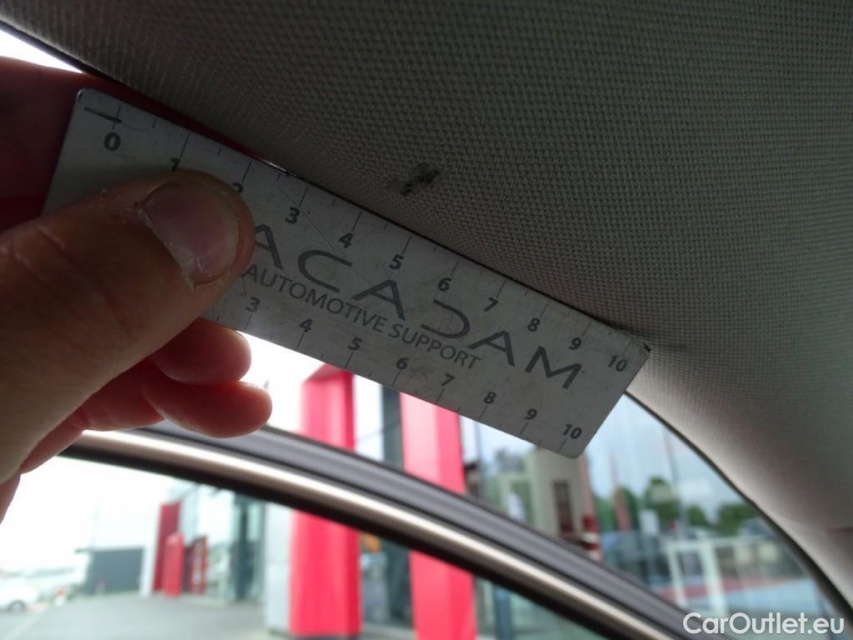 0 1 2 3 4 5 6 7 8 9 10
ACADAM
AUTOMOTIVE SUPPORT
3 4 5 6 7 8 9 10
CarOutlet.eu